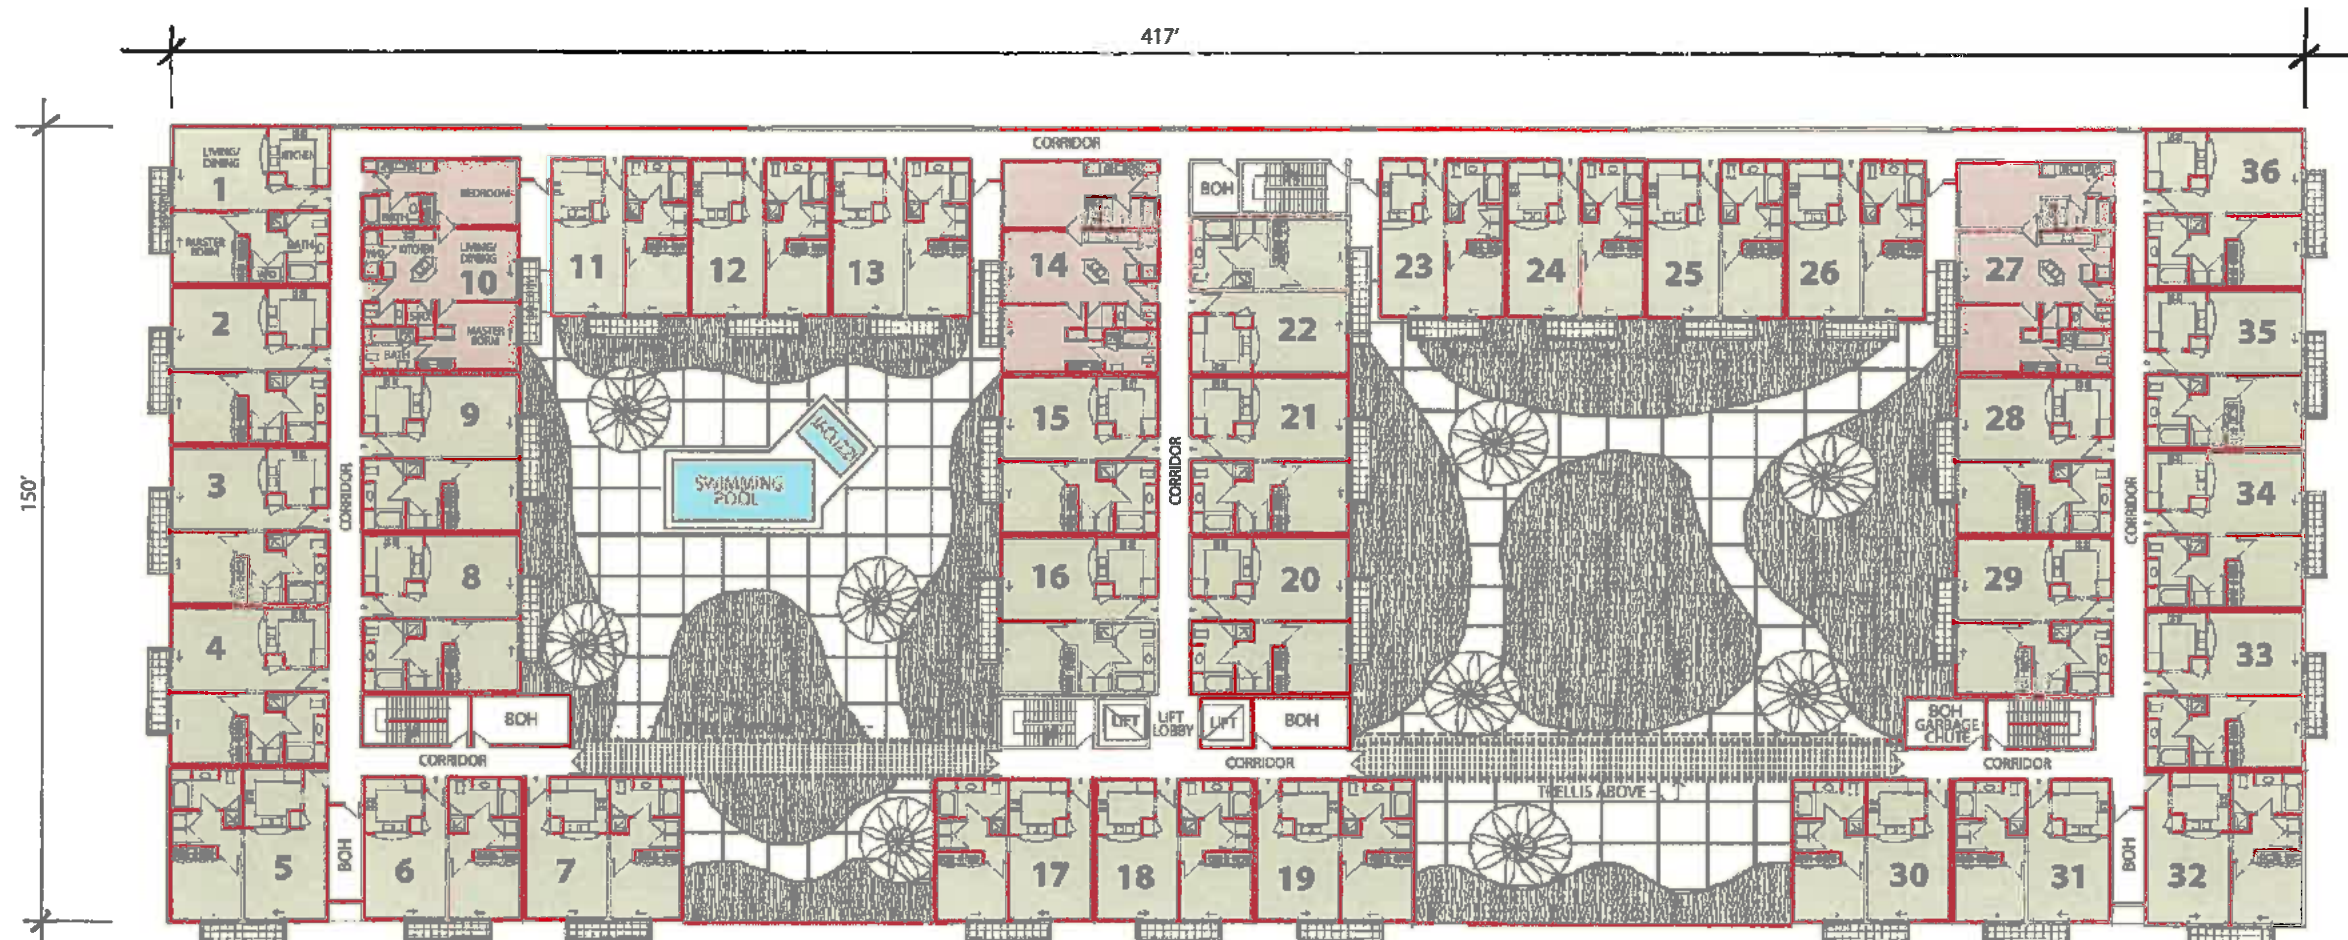 417'
150'
CORRIDOR
LIVING/
DINING
KITCHEN
1
MASTER
BDRM
BATH
W/D
2
3
4
5
BOH
6
7
BEDROOM
BATH
KITCHEN
LIVING/
DINING
10
MASTER
BDRM
BATH
9
8
CORRIDOR
BOH
CORRIDOR
11
12
13
JACUZZI
SWIMMING
POOL
14
15
16
CORRIDOR
LIFT
LIFT
LOBBY
LIFT
BOH
CORRIDOR
17
18
19
BOH
22
21
20
23
24
25
26
TRELLIS ABOVE
27
28
29
BOH
GARBAGE
CHUTE
CORRIDOR
CORRIDOR
30
31
BOH
32
36
35
34
33